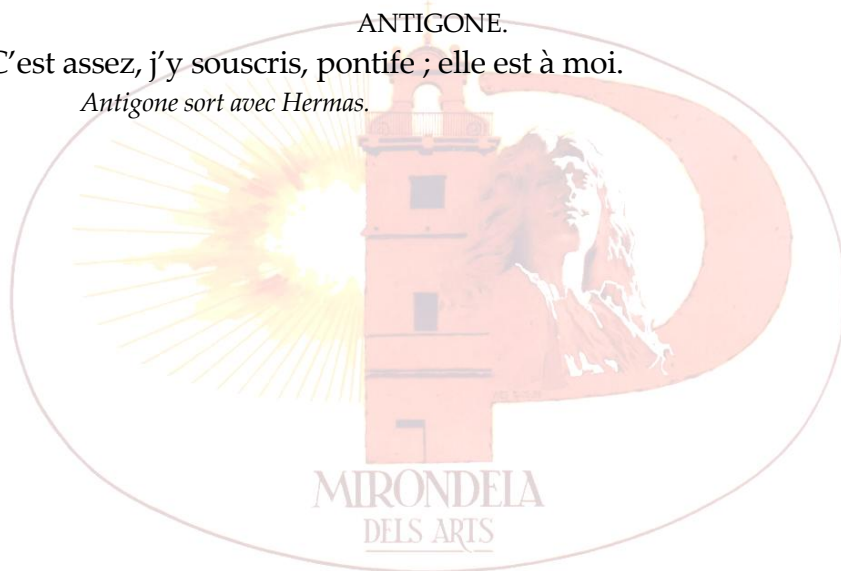 ANTIGONE.
C’est assez, j’y souscris, pontife ; elle est à moi.
Antigone sort avec Hermas.
MIRONDELA
DELS ARTS